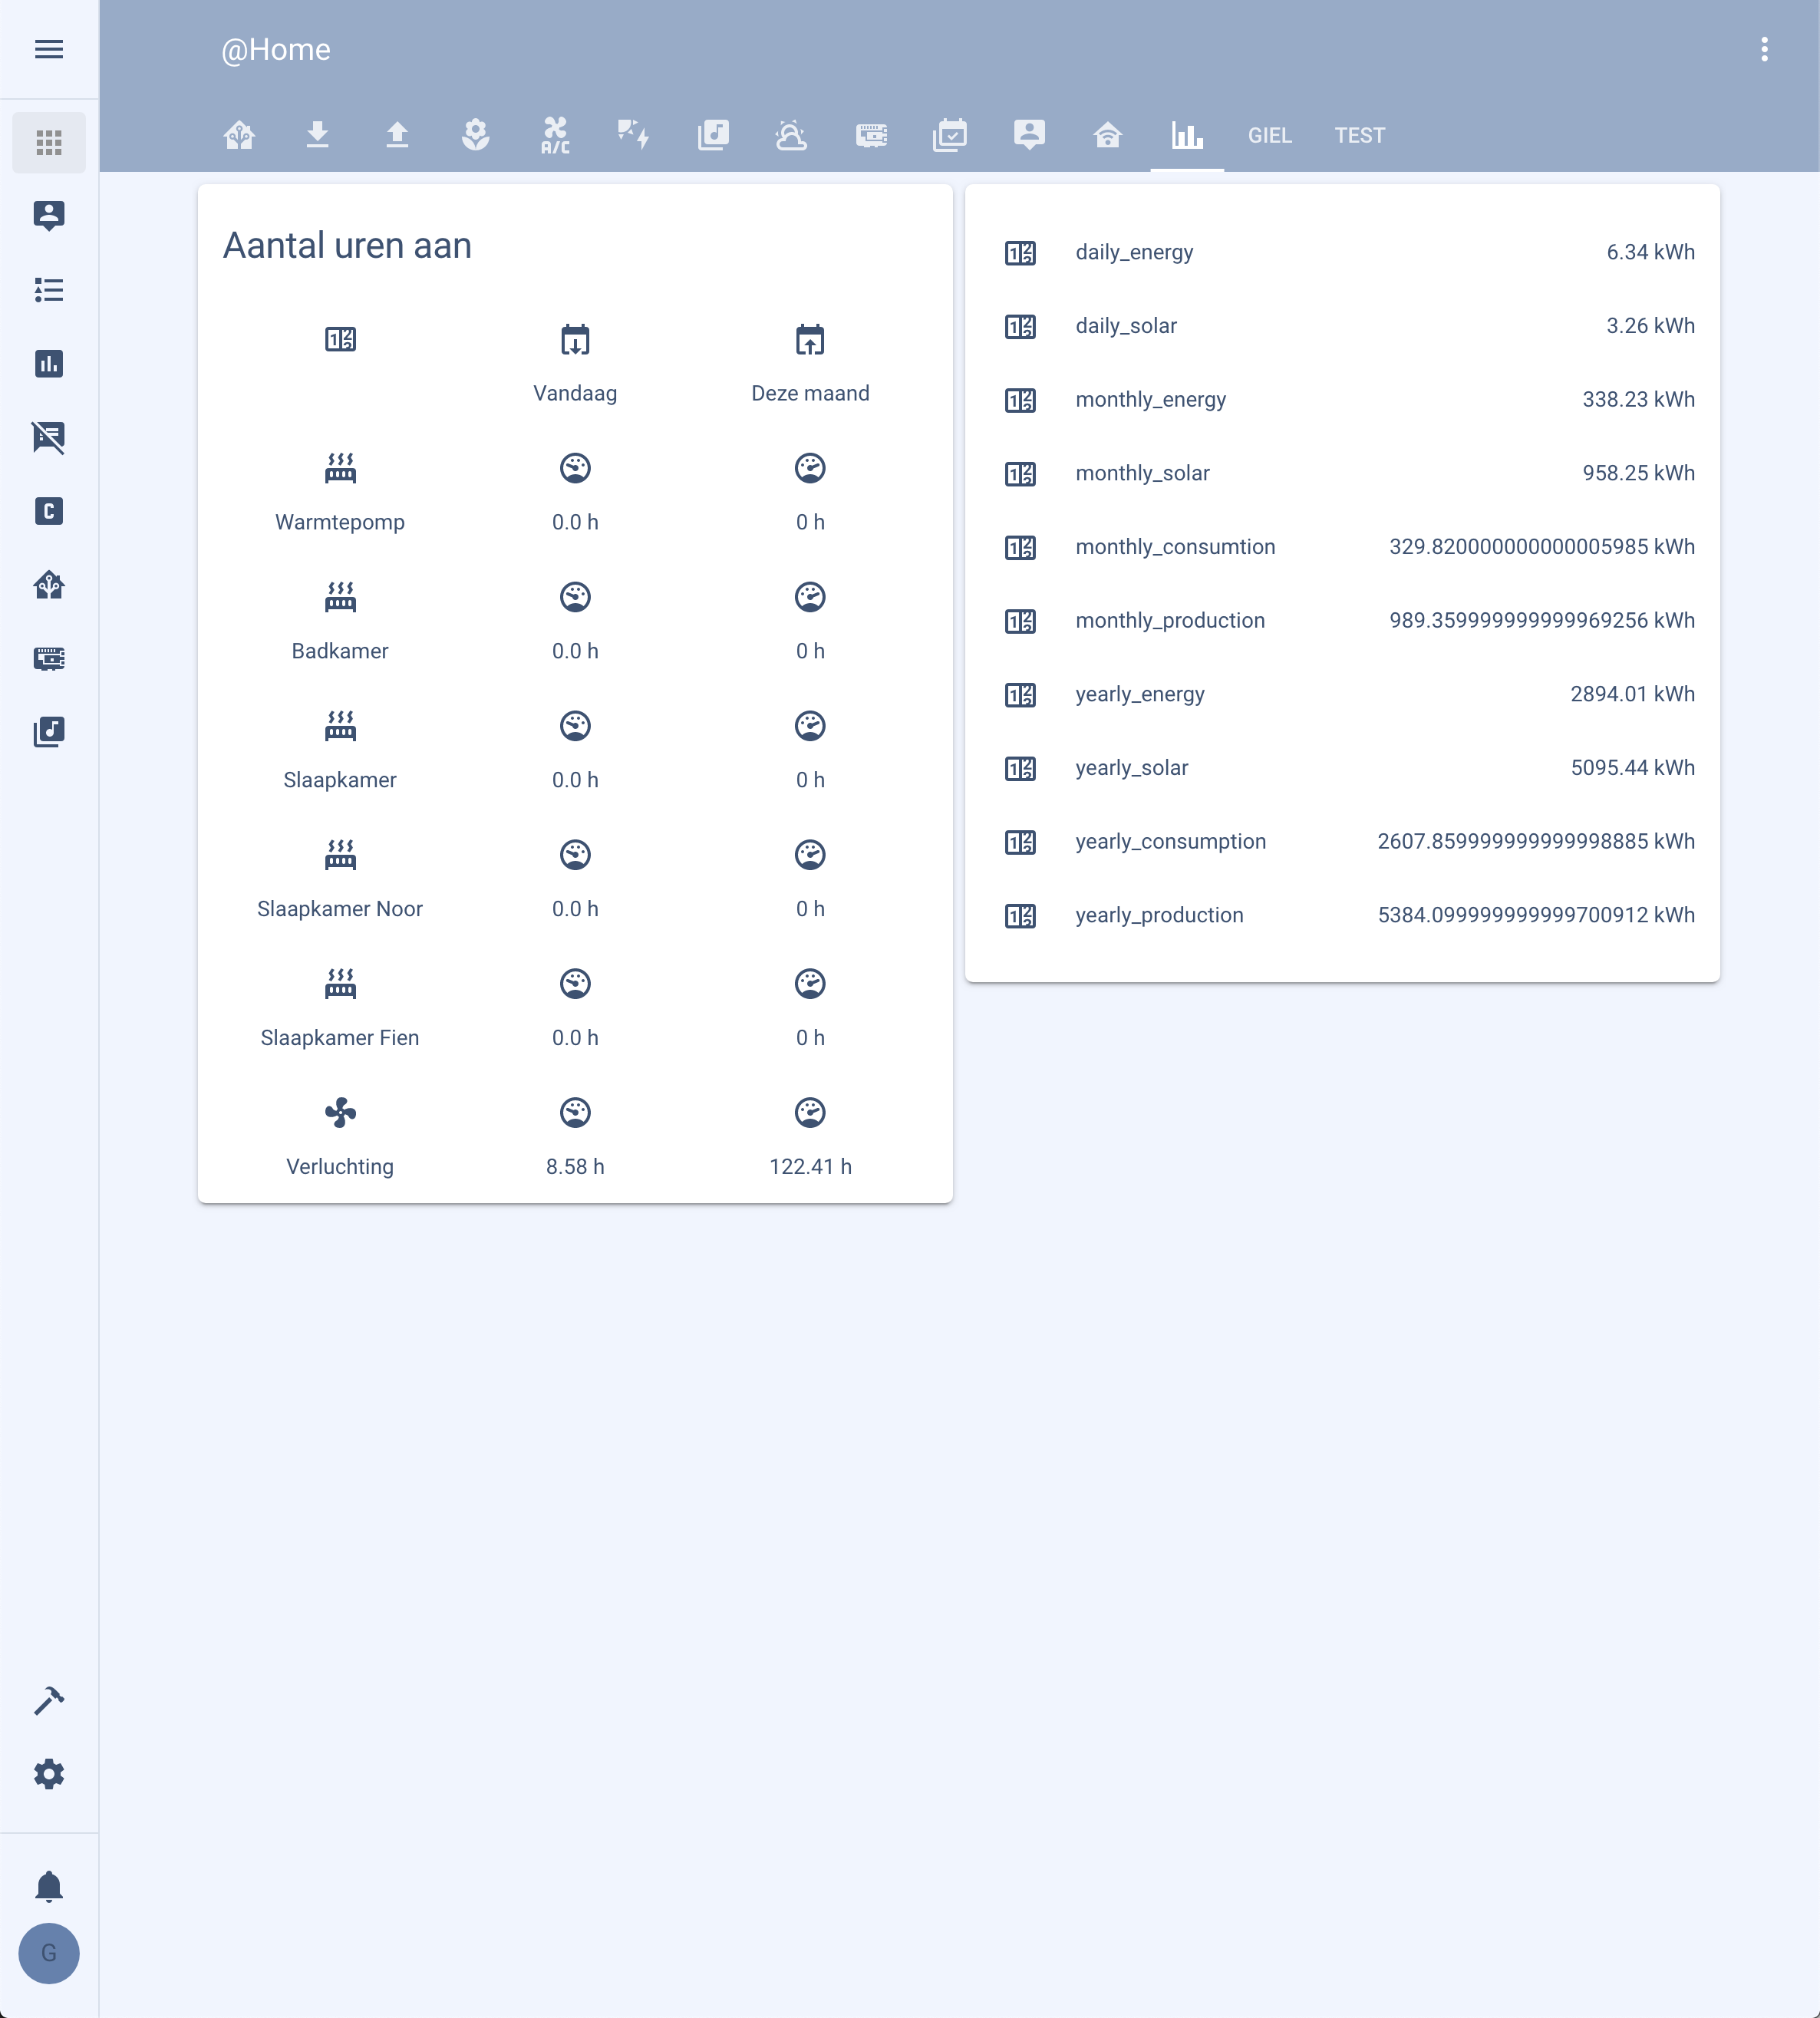 @Home
A/C
GIEL TEST
Aantal uren aan
Vandaag Deze maand
Warmtepomp 0.0 h 0 h
Badkamer 0.0 h 0 h
Slaapkamer 0.0 h 0 h
Slaapkamer Noor 0.0 h 0 h
Slaapkamer Fien 0.0 h 0 h
Verluchting 8.58 h 122.41 h
daily_energy 6.34 kWh
daily_solar 3.26 kWh
monthly_energy 338.23 kWh
monthly_solar 958.25 kWh
monthly_consumtion 329.820000000000005985 kWh
monthly_production 989.359999999999969256 kWh
yearly_energy 2894.01 kWh
yearly_solar 5095.44 kWh
yearly_consumption 2607.859999999999998885 kWh
yearly_production 5384.099999999999700912 kWh
C
G